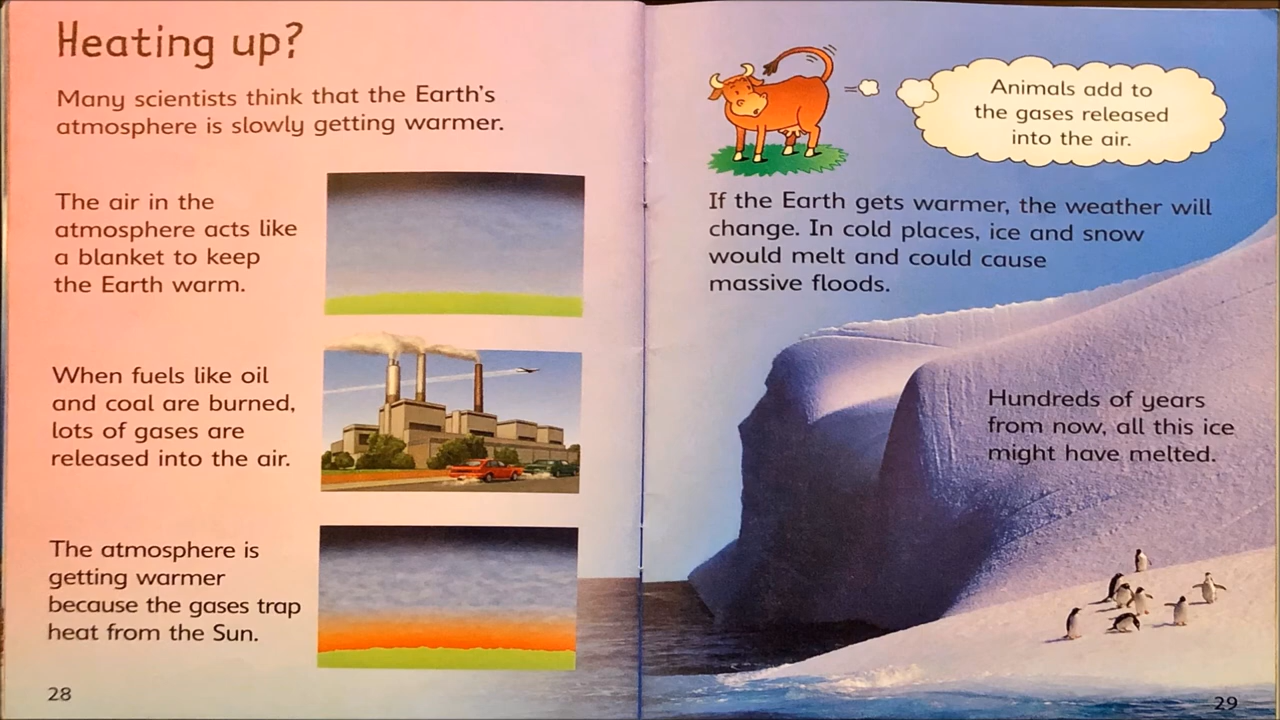 Heating up?
Many scientists think that the Earth's
atmosphere is slowly getting warmer.
The air in the
atmosphere acts like
a blanket to keep
the Earth warm.
When fuels like oil
and coal are burned,
lots of gases are
released into the air.
The atmosphere is
getting warmer
because the gases trap
heat from the Sun.
28
Animals add to
the gases released
into the air.
If the Earth gets warmer, the weather will
change. In cold places, ice and snow
would melt and could cause
massive floods.
Hundreds of years
from now, all this ice
might have melted.
29